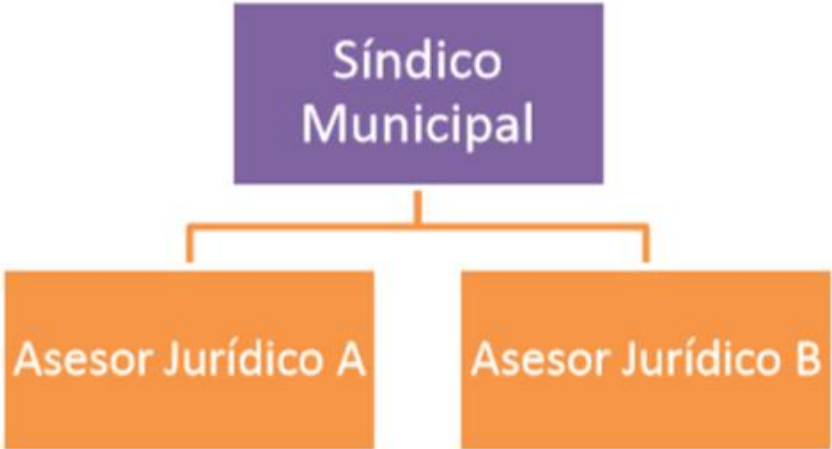 Síndico
Municipal
Asesor Jurídico A
Asesor Jurídico B